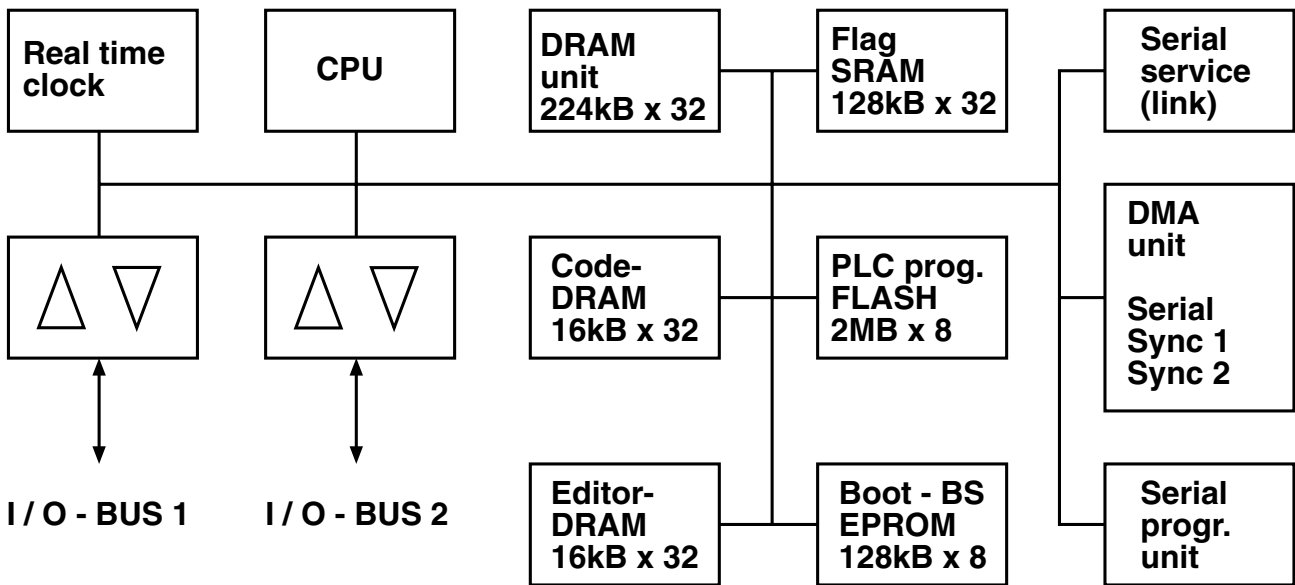 Real time
clock
CPU
DRAM
unit
224kB x 32
Flag
SRAM
128kB x 32
Serial
service
(link)
Code-
DRAM
16kB x 32
PLC prog.
FLASH
2MB x 8
DMA
unit
Serial
Sync 1
Sync 2
I / O - BUS 1
I / O - BUS 2
Editor-
DRAM
16kB x 32
Boot - BS
EPROM
128kB x 8
Serial
progr.
unit